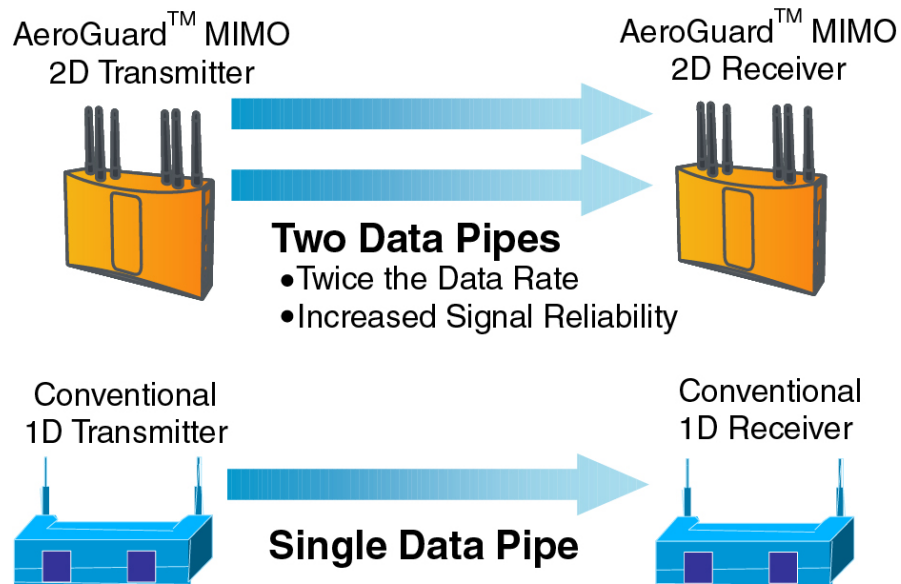 AeroGuard™ MIMO
2D Transmitter
AeroGuard™ MIMO
2D Receiver
Two Data Pipes
•Twice the Data Rate
•Increased Signal Reliability
Conventional
1D Transmitter
Conventional
1D Receiver
Single Data Pipe